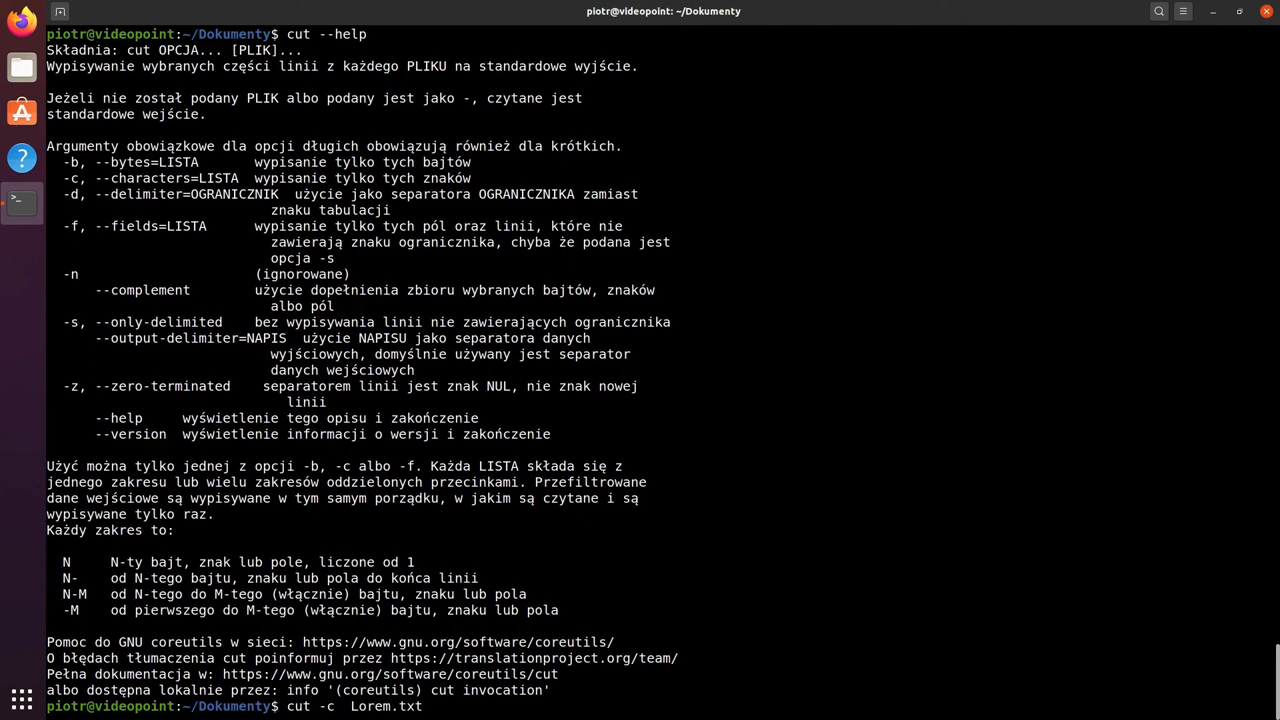 piotr@videopoint: ~/Dokumenty
piotr@videopoint:~/Dokumenty$ cut --help
Składnia: cut OPCJA... [PLIK]...
Wypisywanie wybranych części linii z każdego PLIKU na standardowe wyjście.
Jeżeli nie został podany PLIK albo podany jest jako -, czytane jest
standardowe wejście.
Argumenty obowiązkowe dla opcji długich obowiązują również dla krótkich.
  -b, --bytes=LISTA       wypisanie tylko tych bajtów
  -c, --characters=LISTA  wypisanie tylko tych znaków
  -d, --delimiter=OGRANICZNIK  użycie jako separatora OGRANICZNIKA zamiast
                            znaku tabulacji
  -f, --fields=LISTA      wypisanie tylko tych pól oraz linii, które nie
                            zawierają znaku ogranicznika, chyba że podana jest
                            opcja -s
  -n                      (ignorowane)
      --complement        użycie dopełnienia zbioru wybranych bajtów, znaków
                            albo pól
  -s, --only-delimited    bez wypisywania linii nie zawierających ogranicznika
      --output-delimiter=NAPIS  użycie NAPISU jako separatora danych
                            wyjściowych, domyślnie używany jest separator
                            danych wejściowych
  -z, --zero-terminated    separatorem linii jest znak NUL, nie znak nowej
                              linii
      --help     wyświetlenie tego opisu i zakończenie
      --version  wyświetlenie informacji o wersji i zakończenie
Użyć można tylko jednej z opcji -b, -c albo -f. Każda LISTA składa się z
jednego zakresu lub wielu zakresów oddzielonych przecinkami. Przefiltrowane
dane wejściowe są wypisywane w tym samym porządku, w jakim są czytane i są
wypisywane tylko raz.
Każdy zakres to:
  N     N-ty bajt, znak lub pole, liczone od 1
  N-    od N-tego bajtu, znaku lub pola do końca linii
  N-M   od N-tego do M-tego (włącznie) bajtu, znaku lub pola
  -M    od pierwszego do M-tego (włącznie) bajtu, znaku lub pola
Pomoc do GNU coreutils w sieci: https://www.gnu.org/software/coreutils/
O błędach tłumaczenia cut poinformuj przez https://translationproject.org/team/
Pełna dokumentacja w: https://www.gnu.org/software/coreutils/cut
albo dostępna lokalnie przez: info '(coreutils) cut invocation'
piotr@videopoint:~/Dokumenty$ cut -c  Lorem.txt